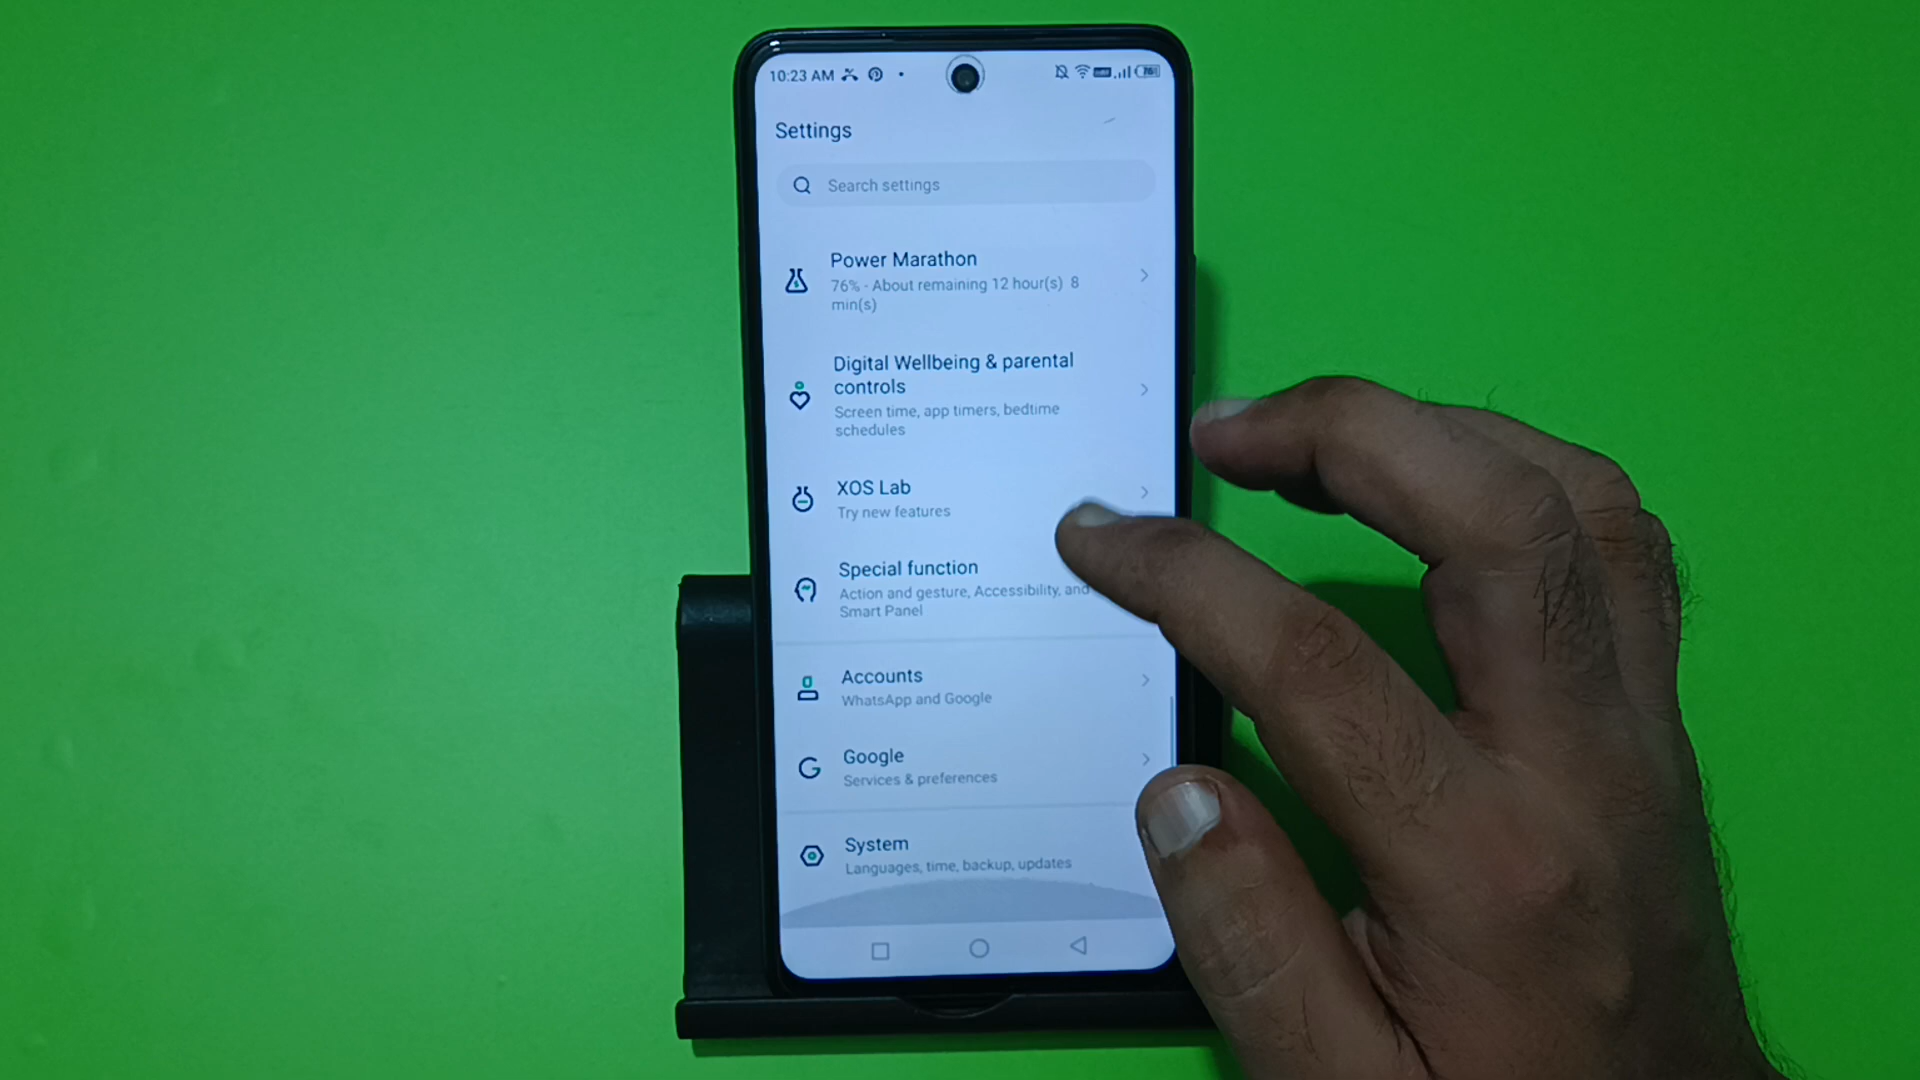 10:23 AM
Settings
Search settings
Power Marathon
76% - About remaining 12 hour(s) 8
min(s)
Digital Wellbeing & parental
controls
Screen time, app timers, bedtime
schedules
XOS Lab
Try new features
Special function
Action and gesture, Accessibility, and
Smart Panel
Accounts
WhatsApp and Google
Google
Services & preferences
System
Languages, time, backup, updates